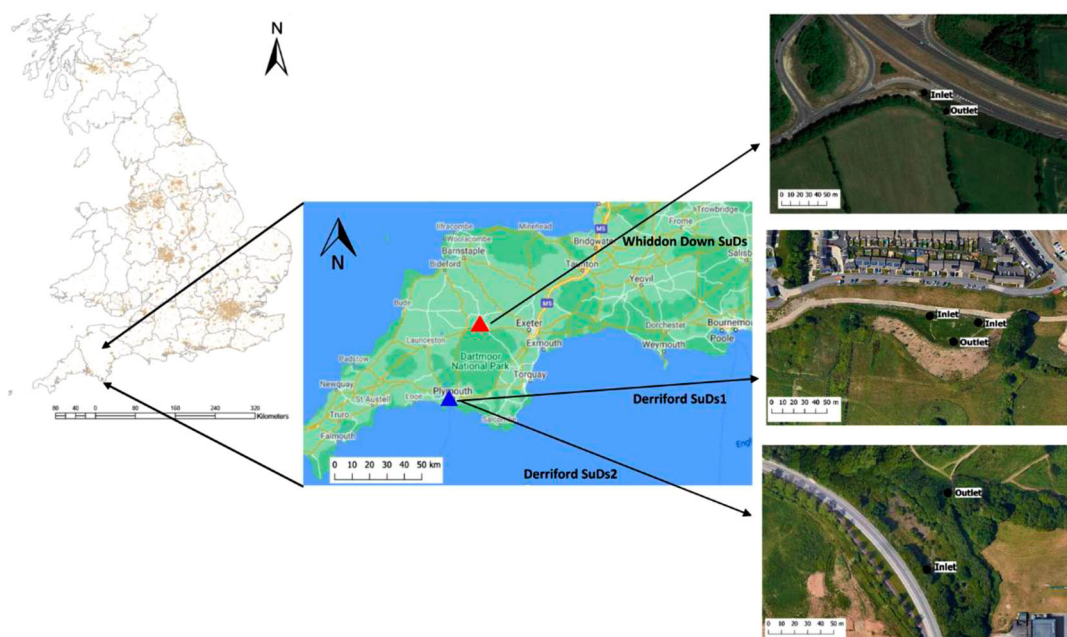 N
80 40 0 80 160 240 320
Kilometers
N
Ilfracombe
Minehead
Woolacombe
Barnstaple
Bideford
Bude
Launceston
Padstow
Newquay
Truro
St Austell
Falmouth
Looe
Plymouth
Dartmoor
National Park
Torquay
Exeter
Exmouth
M5
M5
Bridgwater
Taunton
Yeovil
Frome
Trowbridge
Salisb
Dorchester
Weymouth
Bournemo
Poole
Engl
0 10 20 30 40 50 km
Whiddon Down SuDs
Derriford SuDs1
Derriford SuDs2
Inlet
Outlet
0 10 20 30 40 50 m
Inlet
Inlet
Outlet
0 10 20 30 40 50 m
Outlet
Inlet
0 10 20 30 40 50 m